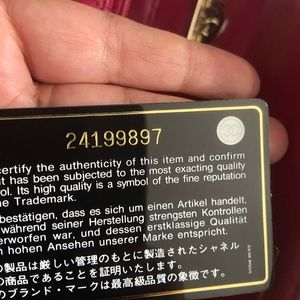 24199897
certify the authenticity of this item and confirm
it has been subjected to the most exacting quality
ol. Its high quality is a symbol of the fine reputation
he Trademark.
bestätigen, dass es sich um einen Artikel handelt,
während seiner Herstellung strengsten Kontrollen
erworfen war, und dessen erstklassige Qualität
hohen Ansehen unserer Marke entspricht.
の製品は厳しい管理のもとに製造されたシャネル
の商品であることを証明いたします。
ブランド・マークは最高品質の象徴です。